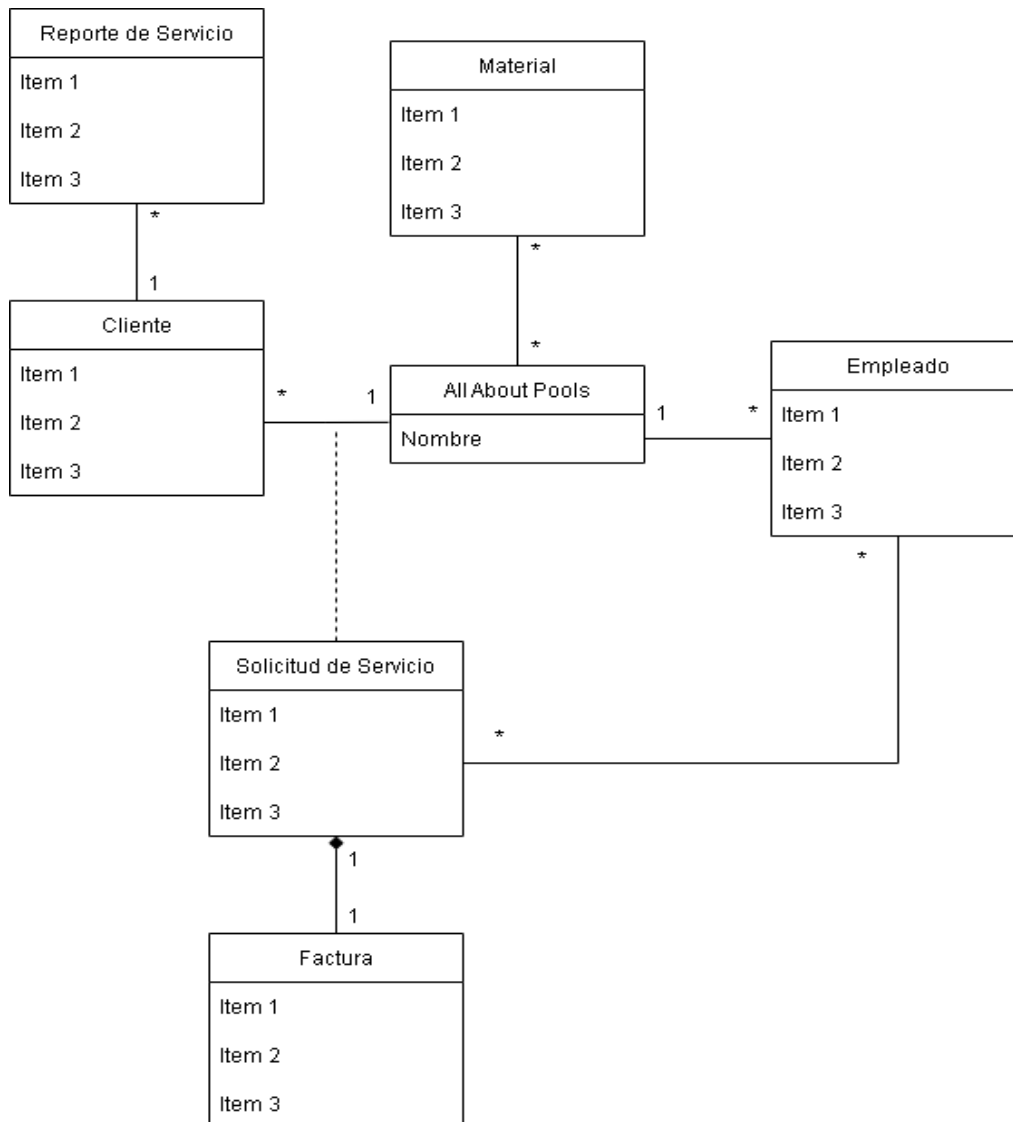 Reporte de Servicio
Item 1
Item 2
Item 3
*
1
Material
Item 1
Item 2
Item 3
*
*
Cliente
Item 1
Item 2
Item 3
*
1
All About Pools
Nombre
1
*
Empleado
Item 1
Item 2
Item 3
*
Solicitud de Servicio
Item 1
Item 2
Item 3
*
1
1
Factura
Item 1
Item 2
Item 3